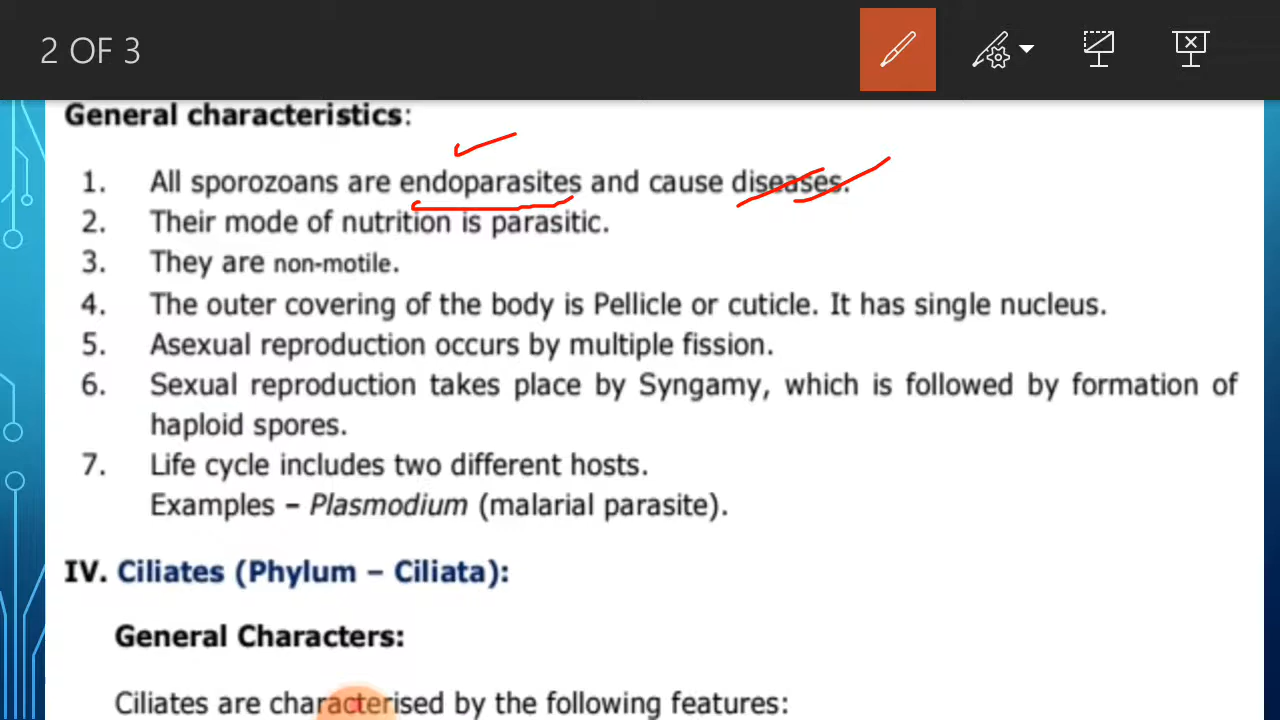 2 OF 3
General characteristics:
1. All sporozoans are endoparasites and cause diseases.
2. Their mode of nutrition is parasitic.
3. They are non-motile.
4. The outer covering of the body is Pellicle or cuticle. It has single nucleus.
5. Asexual reproduction occurs by multiple fission.
6. Sexual reproduction takes place by Syngamy, which is followed by formation of
haploid spores.
7. Life cycle includes two different hosts.
Examples – Plasmodium (malarial parasite).
IV. Ciliates (Phylum – Ciliata):
General Characters:
Ciliates are characterised by the following features: